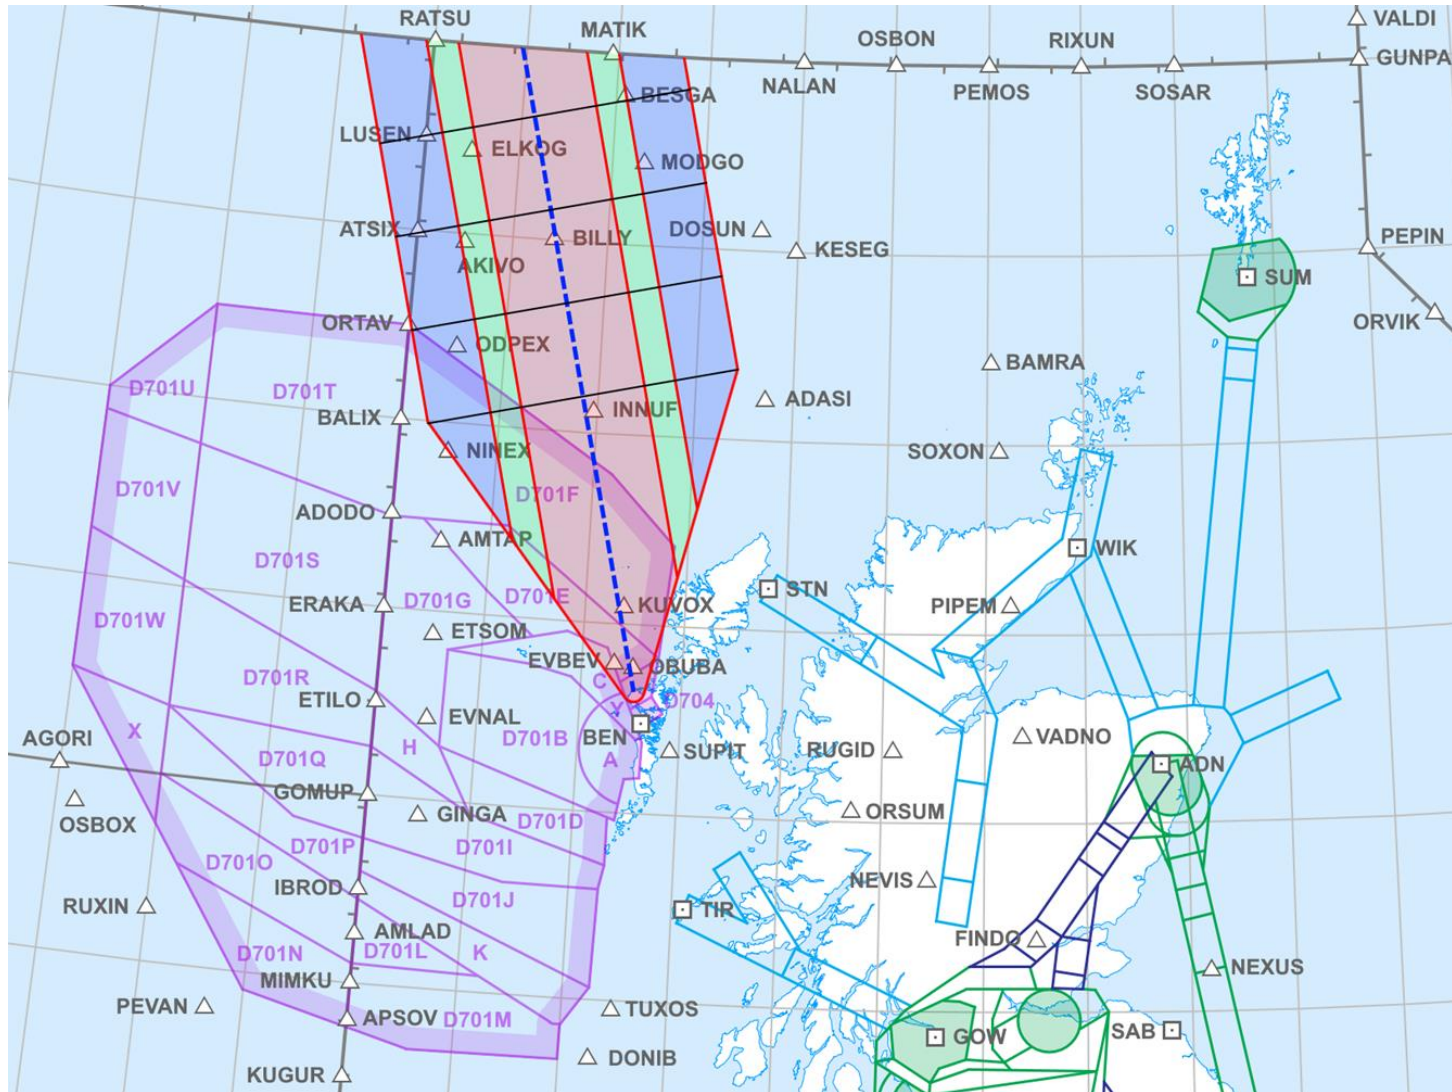 RATSU
MATIK
VALDI
OSBON
RIXUN
GUNPA
NALAN
PEMOS
SOSAR
BESGA
LUSEN
ELKOG
MODGO
ATSIX
BILLY
DOSUN
KESEG
PEPIN
AKIVO
SUM
ORTAV
ORVIK
ODPEX
BAMRA
D701U
D701T
ADASI
INNUF
BALIX
NINEX
SOXON
D701V
D701F
ADODO
AMTAP
WIK
D701S
STN
D701G
D701E
ERAKA
KUVOX
PIPEM
D701W
ETSOM
EVBEV
OBUBA
D701R
C
ETILO
D704
Y
EVNAL
X
AGORI
H
D701B
BEN
SUPIT
RUGID
VADNO
D701Q
A
ADN
GOMUP
OSBOX
GINGA
D701D
ORSUM
D701P
D701I
D701O
IBROD
NEVIS
D701J
RUXIN
TIR
AMLAD
FINDO
D701N
D701L
K
MIMKU
NEXUS
PEVAN
TUXOS
APSOV
D701M
SAB
GOW
DONIB
KUGUR